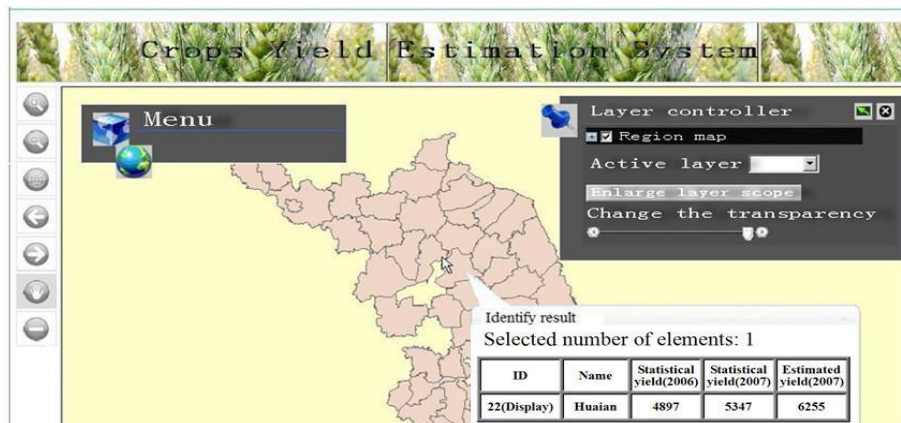 Crops Yield Estimation System
Menu
Layer controller
Region map
Active layer
Enlarge layer scope
Change the transparency
Identify result
Selected number of elements: 1
ID Name Statistical yield(2006) Statistical yield(2007) Estimated yield(2007)
22(Display) Huaian 4897 5347 6255